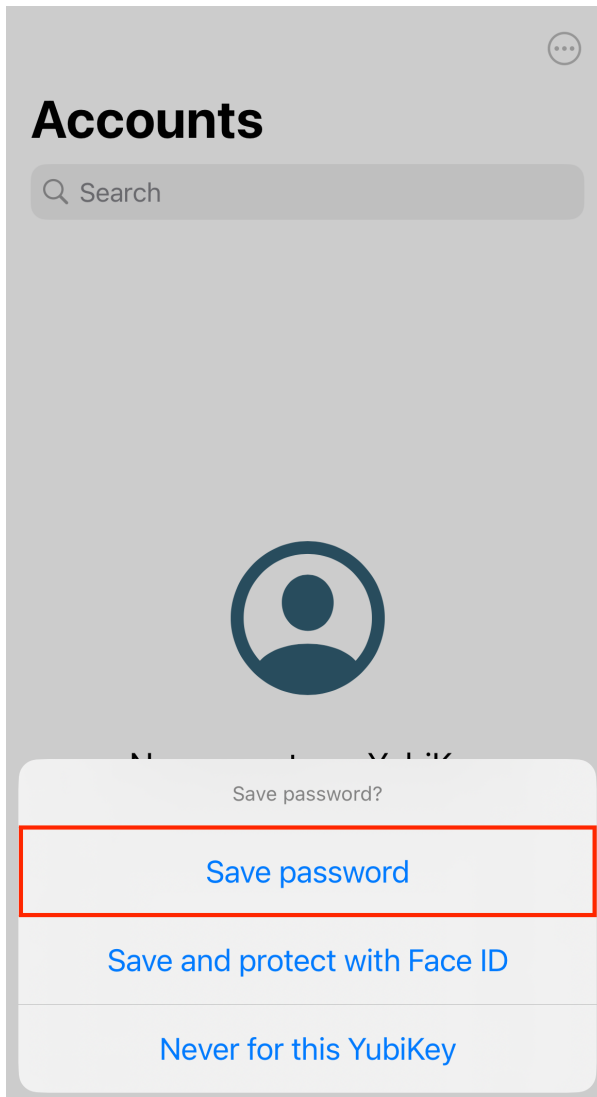 Accounts
Search
Save password?
Save password
Save and protect with Face ID
Never for this YubiKey